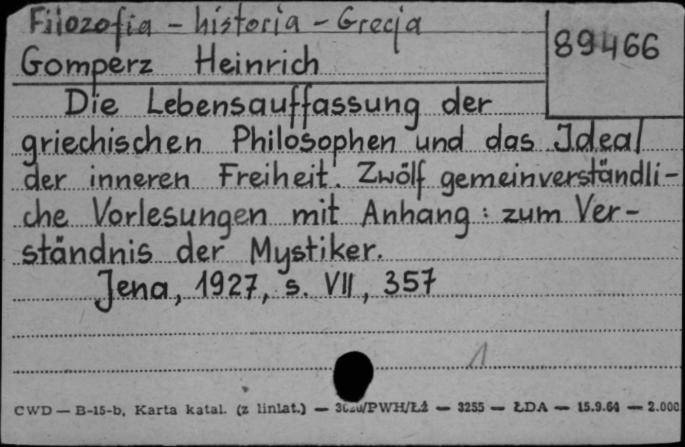 Filozofia - historia - Grecja
89466
Gomperz Heinrich
Die Lebensauffassung der
griechischen Philosophen und das Ideal
der inneren Freiheit. Zwölf gemeinverständli-
che Vorlesungen mit Anhang: zum Ver-
ständnis der Mystiker.
Jena, 1927, s. VII, 357
1
CWD — B-15-b, Karta katal. (z liniat.) — /PWH/Łż — 3255 — ŁDA — 15.9.64 — 2.000